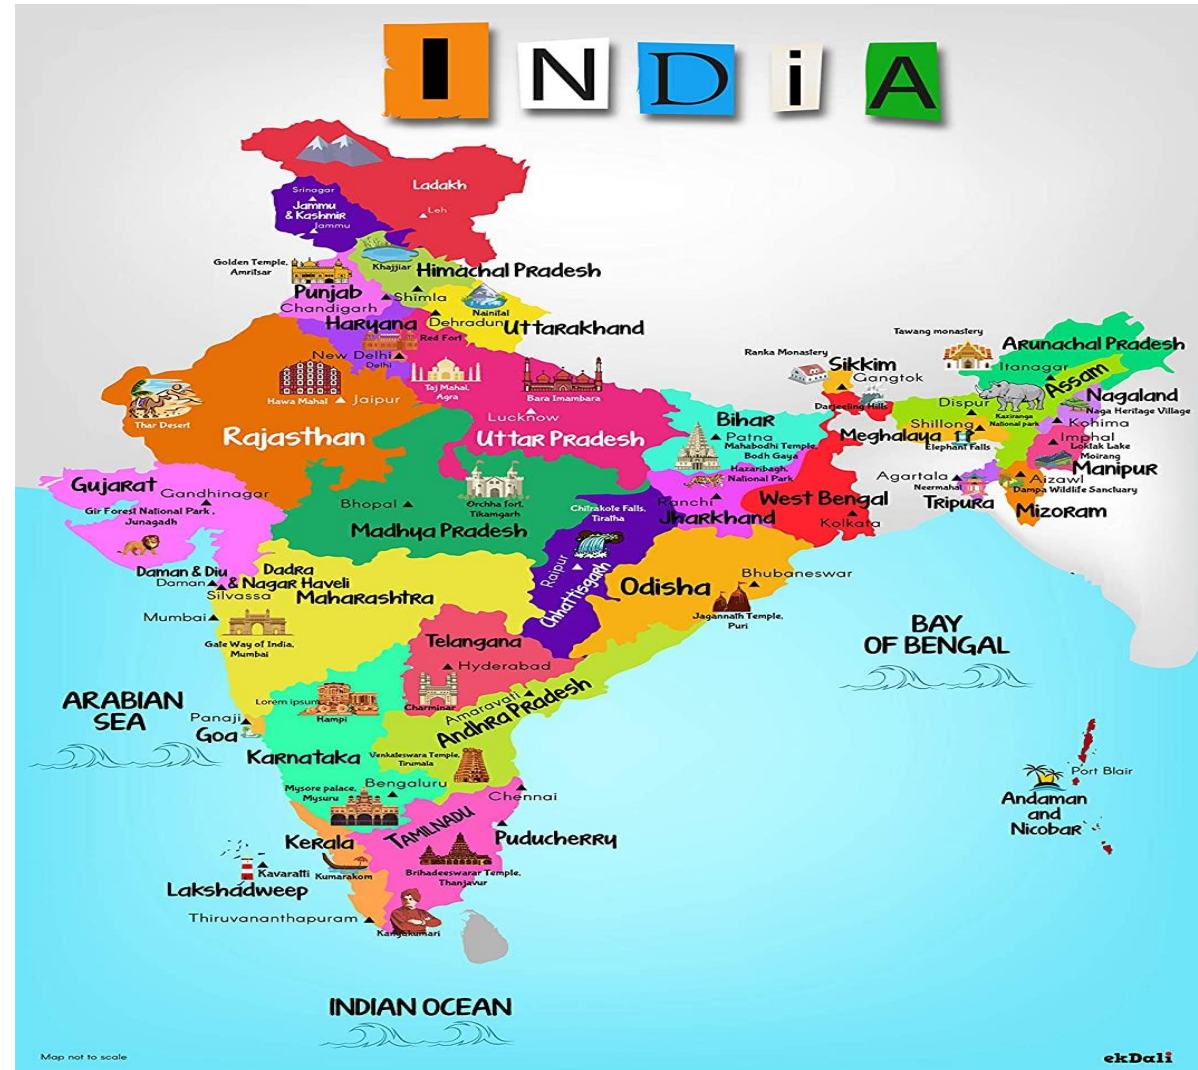 INDiA
Ladakh
Srinagar
Leh
Jammu
& Kashmir
Jammu
Golden Temple,
Amritsar
Khajjiar
Himachal Pradesh
Punjab
Shimla
Chandigarh
Nainital
Haryana
Dehradun
Uttarakhand
Red Fort
New Delhi
Delhi
Tawang monastery
Arunachal Pradesh
Ranka Monastery
Sikkim
Itanagar
Gangtok
Assam
Taj Mahal,
Agra
Bara Imambara
Hawa Mahal
Jaipur
Thar Desert
Lucknow
Darjeeling Hills
Dispur
Nagaland
Naga Heritage Village
Kaziranga
National park
Kohima
Rajasthan
Uttar Pradesh
Bihar
Patna
Mahabodhi Temple,
Bodh Gaya
Meghalaya
Shillong
Elephant Falls
Imphal
Loktak Lake
Moirang
Manipur
Gujarat
Gandhinagar
Gir Forest National Park,
Junagadh
Bhopal
Orchha fort,
Tikamgarh
Madhya Pradesh
Chitrakote Falls,
Tiratha
Hazaribagh,
National Park
Ranchi
Jharkhand
West Bengal
Kolkata
Agartala
Neermahal
Tripura
Aizawl
Dampa Wildlife Sanctuary
Mizoram
Daman & Diu
Daman
Dadra
& Nagar Haveli
Silvassa
Maharashtra
Raipur
Chhattisgarh
Odisha
Bhubaneswar
Jagannath Temple,
Puri
Mumbai
Gate Way of India,
Mumbai
Telangana
Hyderabad
Charminar
BAY
OF BENGAL
ARABIAN
SEA
Lorem ipsum
Hampi
Amaravati
Andhra Pradesh
Panaji
Goa
Karnataka
Venkateswara Temple,
Tirumala
Mysore palace,
Mysuru
Bengaluru
Chennai
Port Blair
Andaman
and
Nicobar
Kerala
TAMILNADU
Puducherry
Kavaratti
Kumarakom
Lakshadweep
Brihadeeswarar Temple,
Thanjavur
Thiruvananthapuram
Kanyakumari
INDIAN OCEAN
Map not to scale
ekDali